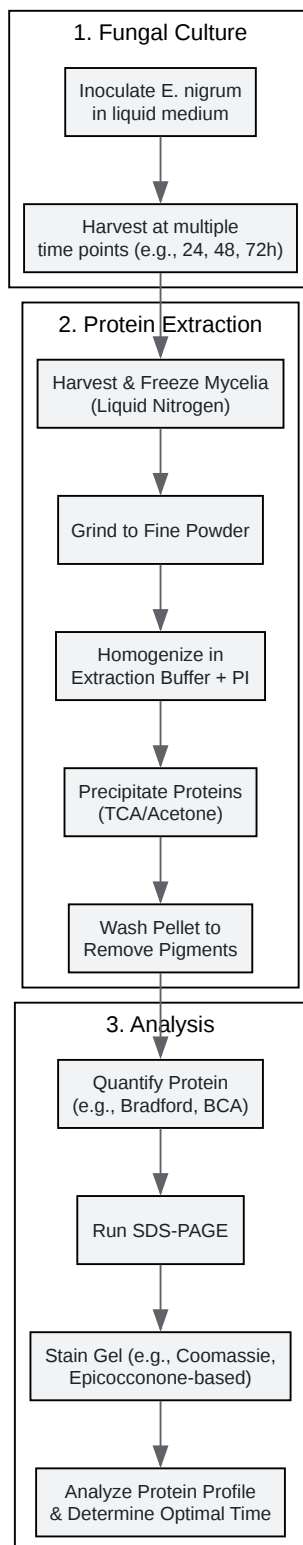 1. Fungal Culture
Inoculate E. nigrum
in liquid medium
Harvest at multiple
time points (e.g., 24, 48, 72h)
2. Protein Extraction
Harvest & Freeze Mycelia
(Liquid Nitrogen)
Grind to Fine Powder
Homogenize in
Extraction Buffer + PI
Precipitate Proteins
(TCA/Acetone)
Wash Pellet to
Remove Pigments
3. Analysis
Quantify Protein
(e.g., Bradford, BCA)
Run SDS-PAGE
Stain Gel (e.g., Coomassie,
Epicocconone-based)
Analyze Protein Profile
& Determine Optimal Time